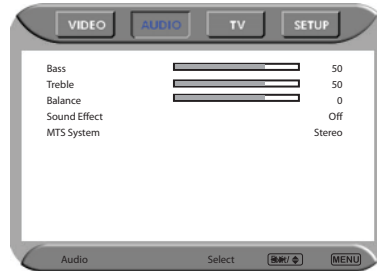 VIDEO AUDIO TV SETUP
Bass 50
Treble 50
Balance 0
Sound Effect Off
MTS System Stereo
Audio Select MENU